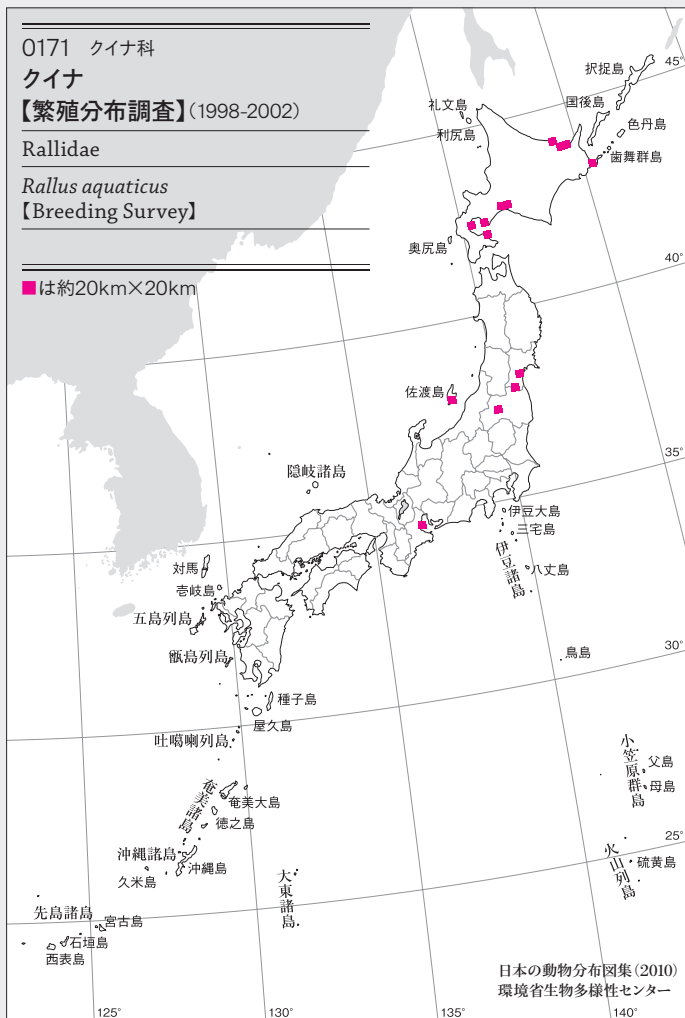 0171 クイナ科
クイナ
【繁殖分布調査】(1998-2002)
Rallidae
Rallus aquaticus
【Breeding Survey】
■は約20km×20km
択捉島
45°
国後島
礼文島
色丹島
利尻島
歯舞群島
奥尻島
40°
佐渡島
35°
隠岐諸島
伊豆大島
三宅島
伊豆諸島
八丈島
対馬
壱岐島
五島列島
甑島列島
鳥島
30°
種子島
屋久島
吐噶喇列島
小笠原群島
父島
母島
奄美諸島
奄美大島
徳之島
25°
沖縄諸島
沖縄島
久米島
大東諸島
火山列島
硫黄島
先島諸島
宮古島
石垣島
西表島
日本の動物分布図集(2010)
環境省生物多様性センター
125°
130°
135°
140°